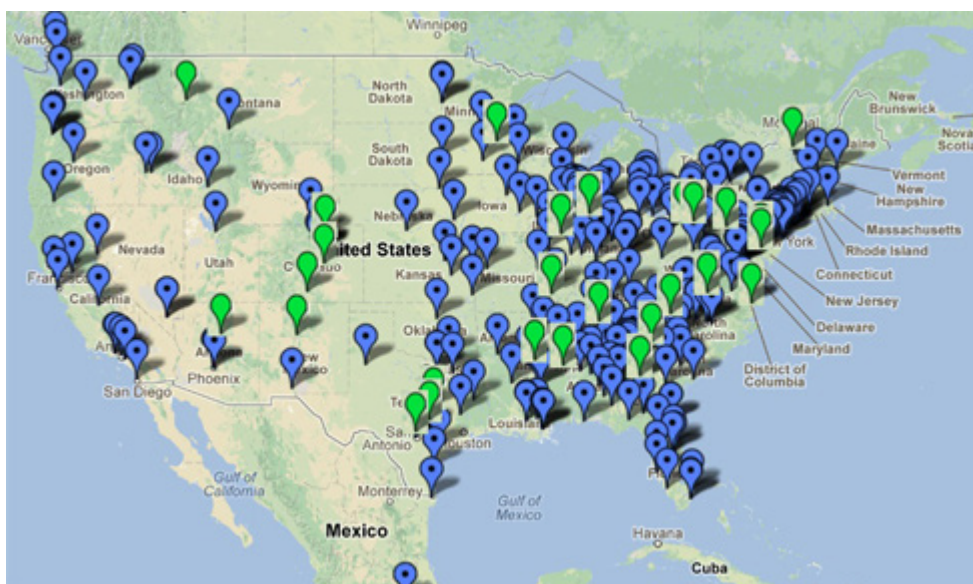 Winnipeg
Vancouver
Washington
Montana
North
Dakota
Minn
Montreal
New
Brunswick
Nova
Scotia
Maine
Oregon
Idaho
South
Dakota
Wisconsin
Vermont
Wyoming
New
Hampshire
Nebraska
Iowa
Massachusetts
Nevada
United States
York
Rhode Island
Utah
Colorado
Kansas
Missouri
Connecticut
California
New Jersey
Oklahoma
Delaware
Arizona
New
Mexico
Maryland
Phoenix
District of
Columbia
San Diego
Louisiana
San
Antonio
Houston
Gulf of
California
Monterrey
Gulf of
Mexico
Mexico
Havana
Cuba